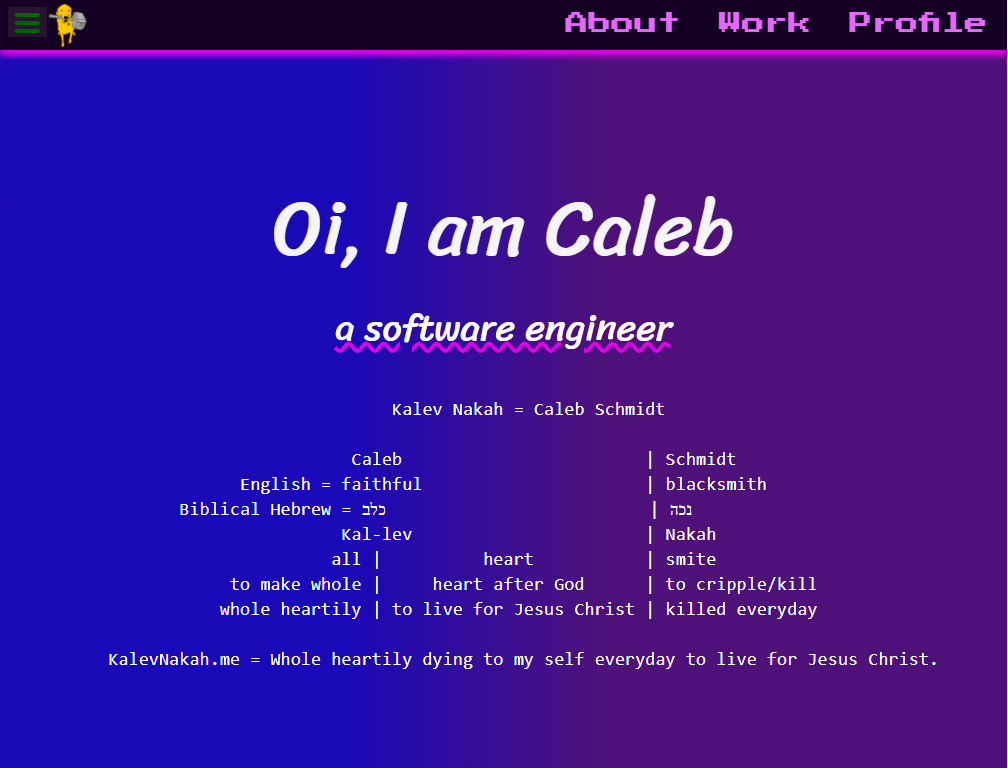 About Work Profile
Oi, I am Caleb
a software engineer
Kalev Nakah = Caleb Schmidt
Caleb | Schmidt
English = faithful | blacksmith
Biblical Hebrew = כלב | נכה
Kal-lev | Nakah
all | heart | smite
to make whole | heart after God | to cripple/kill
whole heartily | to live for Jesus Christ | killed everyday
KalevNakah.me = Whole heartily dying to my self everyday to live for Jesus Christ.